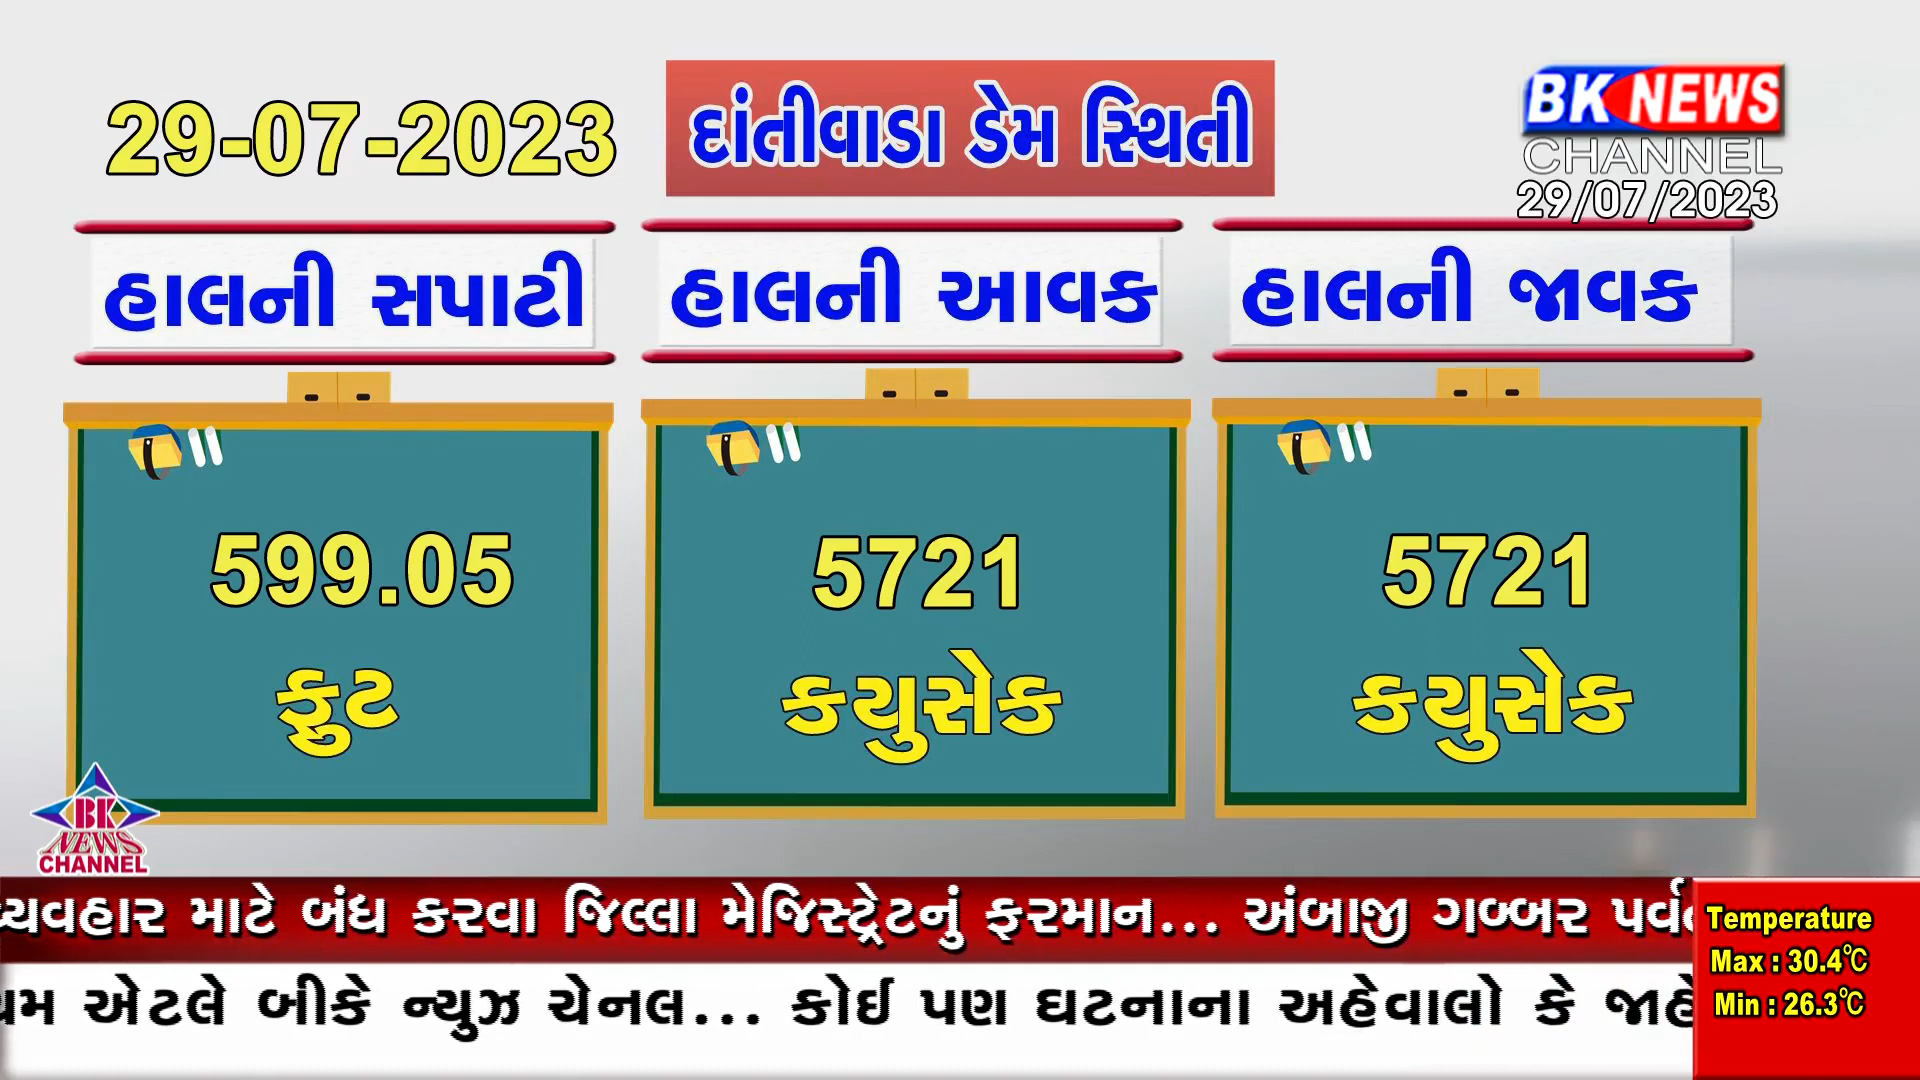 29-07-2023
દાંતીવાડા ડેમ સ્થિતી
BK NEWS
CHANNEL
29/07/2023
હાલની સપાટી
હાલની આવક
હાલની જાવક
599.05
ફુટ
5721
કયુસેક
5721
કયુસેક
BK
NEWS
CHANNEL
વ્યવહાર માટે બંધ કરવા જિલ્લા મેજિસ્ટ્રેટનું ફરમાન... અંબાજી ગબ્બર
એટલે બીકે ન્યુઝ ચેનલ... કોઈ પણ ઘટનાના અહેવાલો કે
Temperature
Max : 30.4℃
Min : 26.3℃